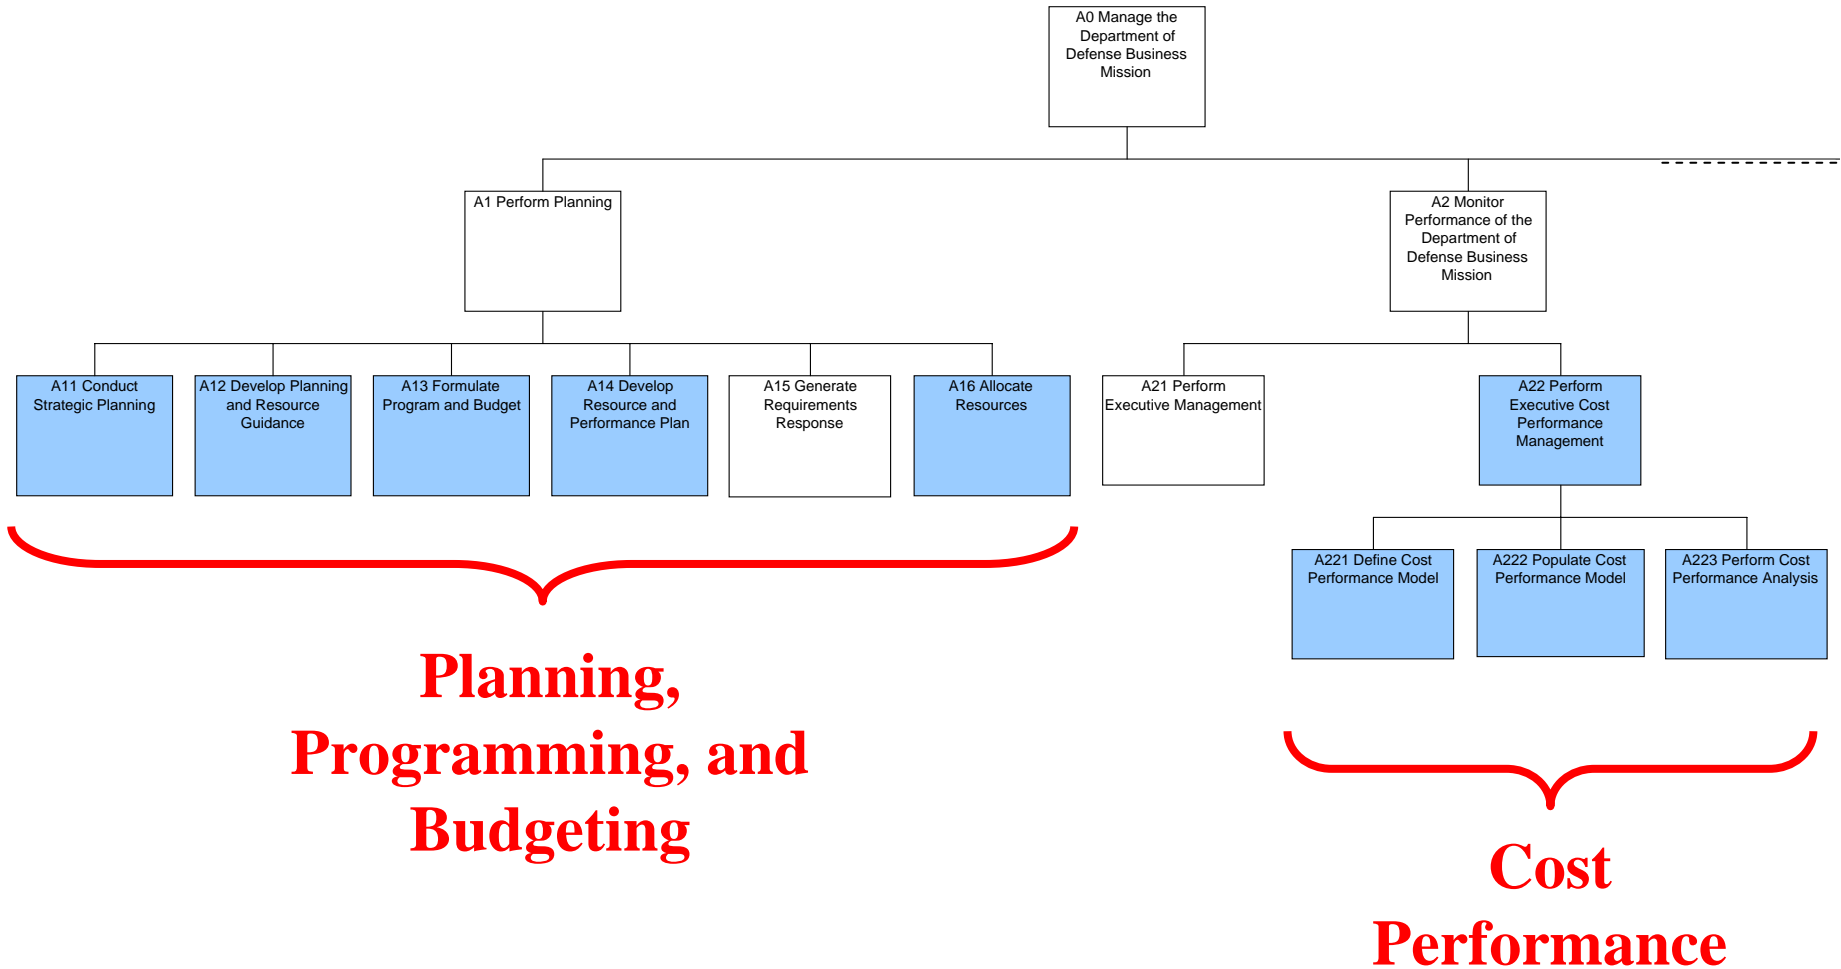 A0 Manage the
Department of
Defense Business
Mission
A1 Perform Planning
A2 Monitor
Performance of the
Department of
Defense Business
Mission
A11 Conduct
Strategic Planning
A12 Develop Planning
and Resource
Guidance
A13 Formulate
Program and Budget
A14 Develop
Resource and
Performance Plan
A15 Generate
Requirements
Response
A16 Allocate
Resources
A21 Perform
Executive Management
A22 Perform
Executive Cost
Performance
Management
A221 Define Cost
Performance Model
A222 Populate Cost
Performance Model
A223 Perform Cost
Performance Analysis
Planning,
Programming, and
Budgeting
Cost
Performance